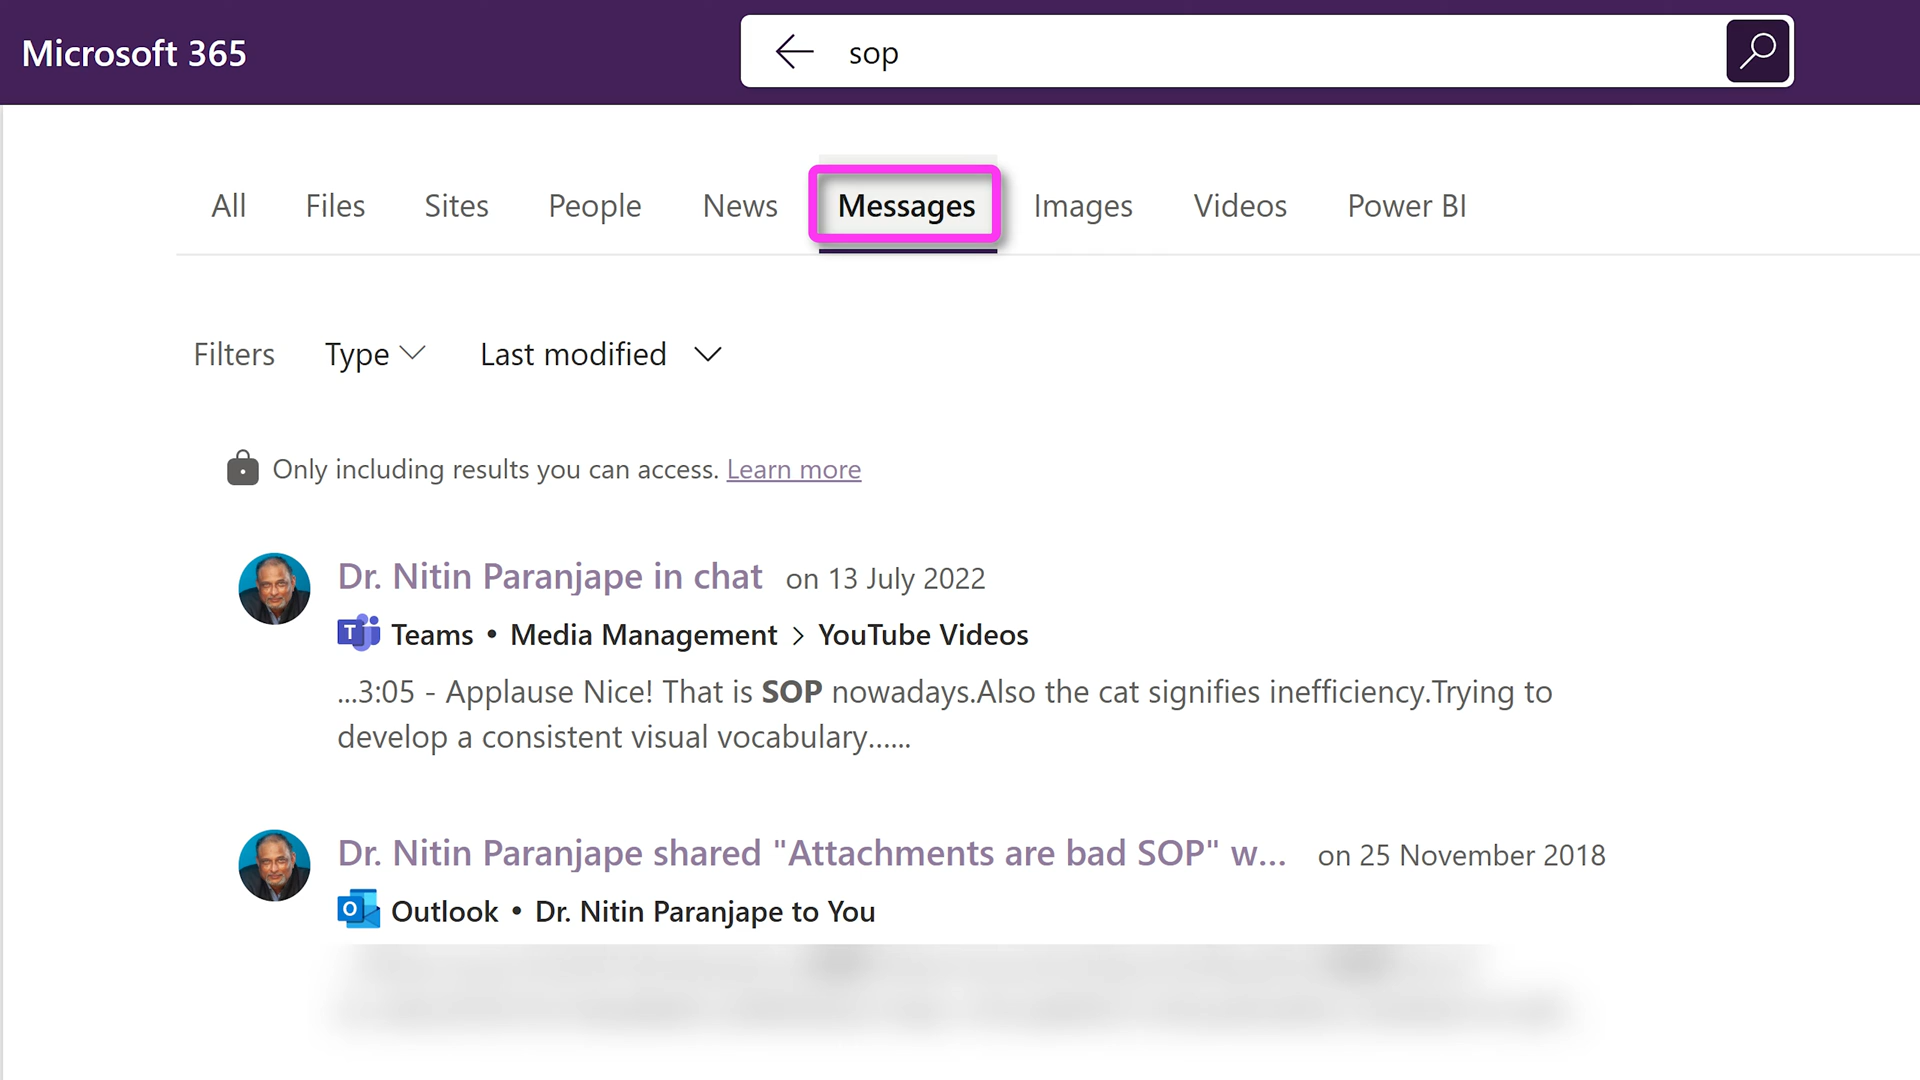 Microsoft 365
sop
All Files Sites People News Messages Images Videos Power BI
Filters Type Last modified
Only including results you can access. Learn more
Dr. Nitin Paranjape in chat on 13 July 2022
Teams • Media Management > YouTube Videos
...3:05 - Applause Nice! That is SOP nowadays.Also the cat signifies inefficiency.Trying to
develop a consistent visual vocabulary......
Dr. Nitin Paranjape shared "Attachments are bad SOP" w... on 25 November 2018
Outlook • Dr. Nitin Paranjape to You